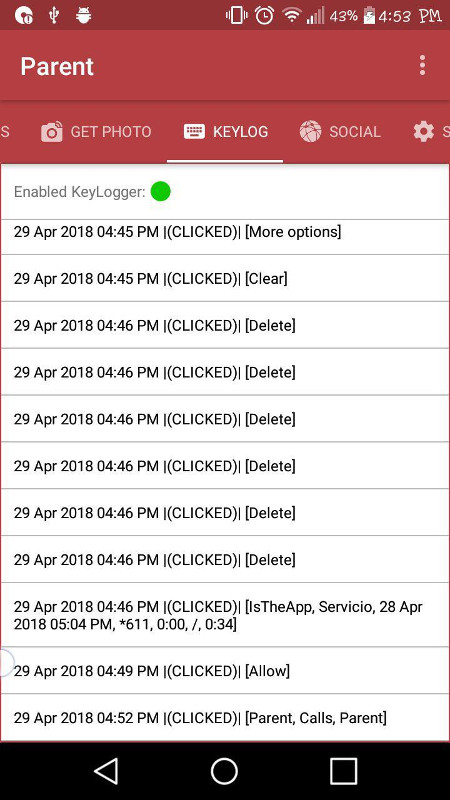 43% 4:53 PM
Parent
S GET PHOTO KEYLOG SOCIAL S
Enabled KeyLogger:
29 Apr 2018 04:45 PM |(CLICKED)| [More options]
29 Apr 2018 04:45 PM |(CLICKED)| [Clear]
29 Apr 2018 04:46 PM |(CLICKED)| [Delete]
29 Apr 2018 04:46 PM |(CLICKED)| [Delete]
29 Apr 2018 04:46 PM |(CLICKED)| [Delete]
29 Apr 2018 04:46 PM |(CLICKED)| [Delete]
29 Apr 2018 04:46 PM |(CLICKED)| [Delete]
29 Apr 2018 04:46 PM |(CLICKED)| [Delete]
29 Apr 2018 04:46 PM |(CLICKED)| [IsTheApp, Servicio, 28 Apr
2018 05:04 PM, *611, 0:00, /, 0:34]
29 Apr 2018 04:49 PM |(CLICKED)| [Allow]
29 Apr 2018 04:52 PM |(CLICKED)| [Parent, Calls, Parent]